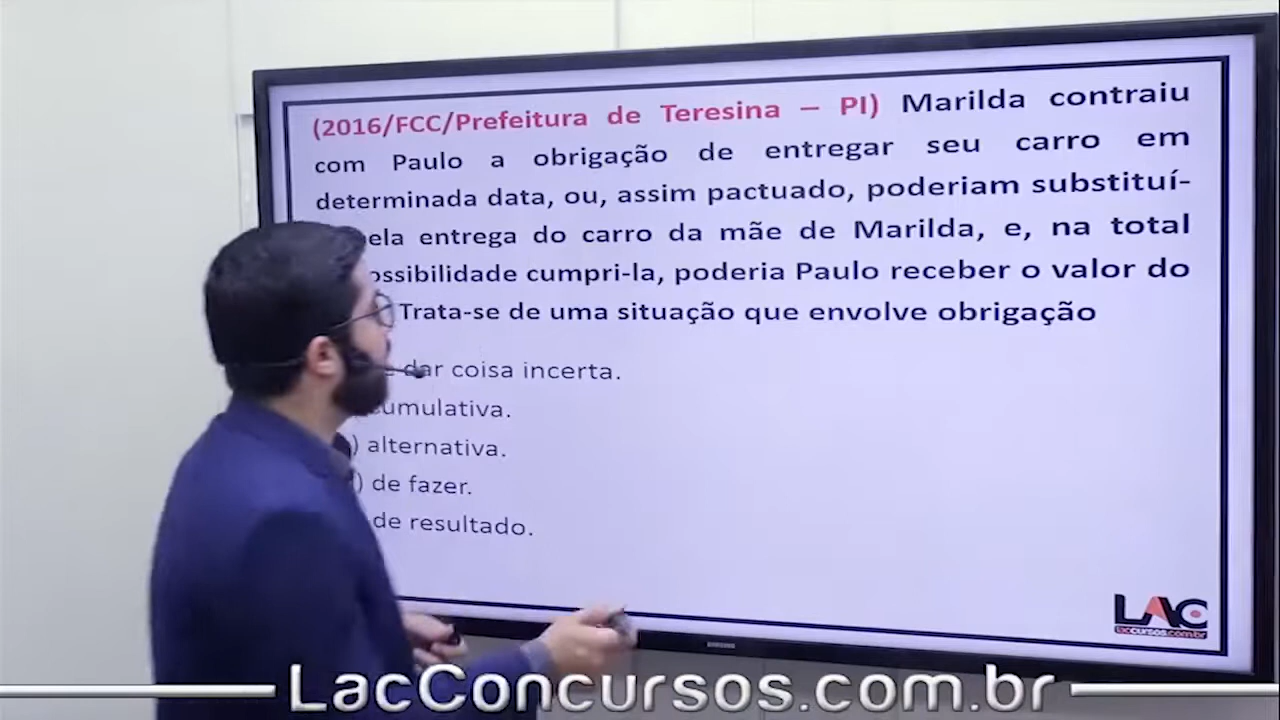 (2016/FCC/Prefeitura de Teresina – PI) Marilda contraiu
com Paulo a obrigação de entregar seu carro em
determinada data, ou, assim pactuado, poderiam substituí-
entrega do carro da mãe de Marilda, e, na total
cumpri-la, poderia Paulo receber o valor do
Trata-se de uma situação que envolve obrigação
dar coisa incerta.
cumulativa.
) alternativa.
) de fazer.
de resultado.
LAC
laccursos.com.br
SAMSUNG
LacConcursos.com.br